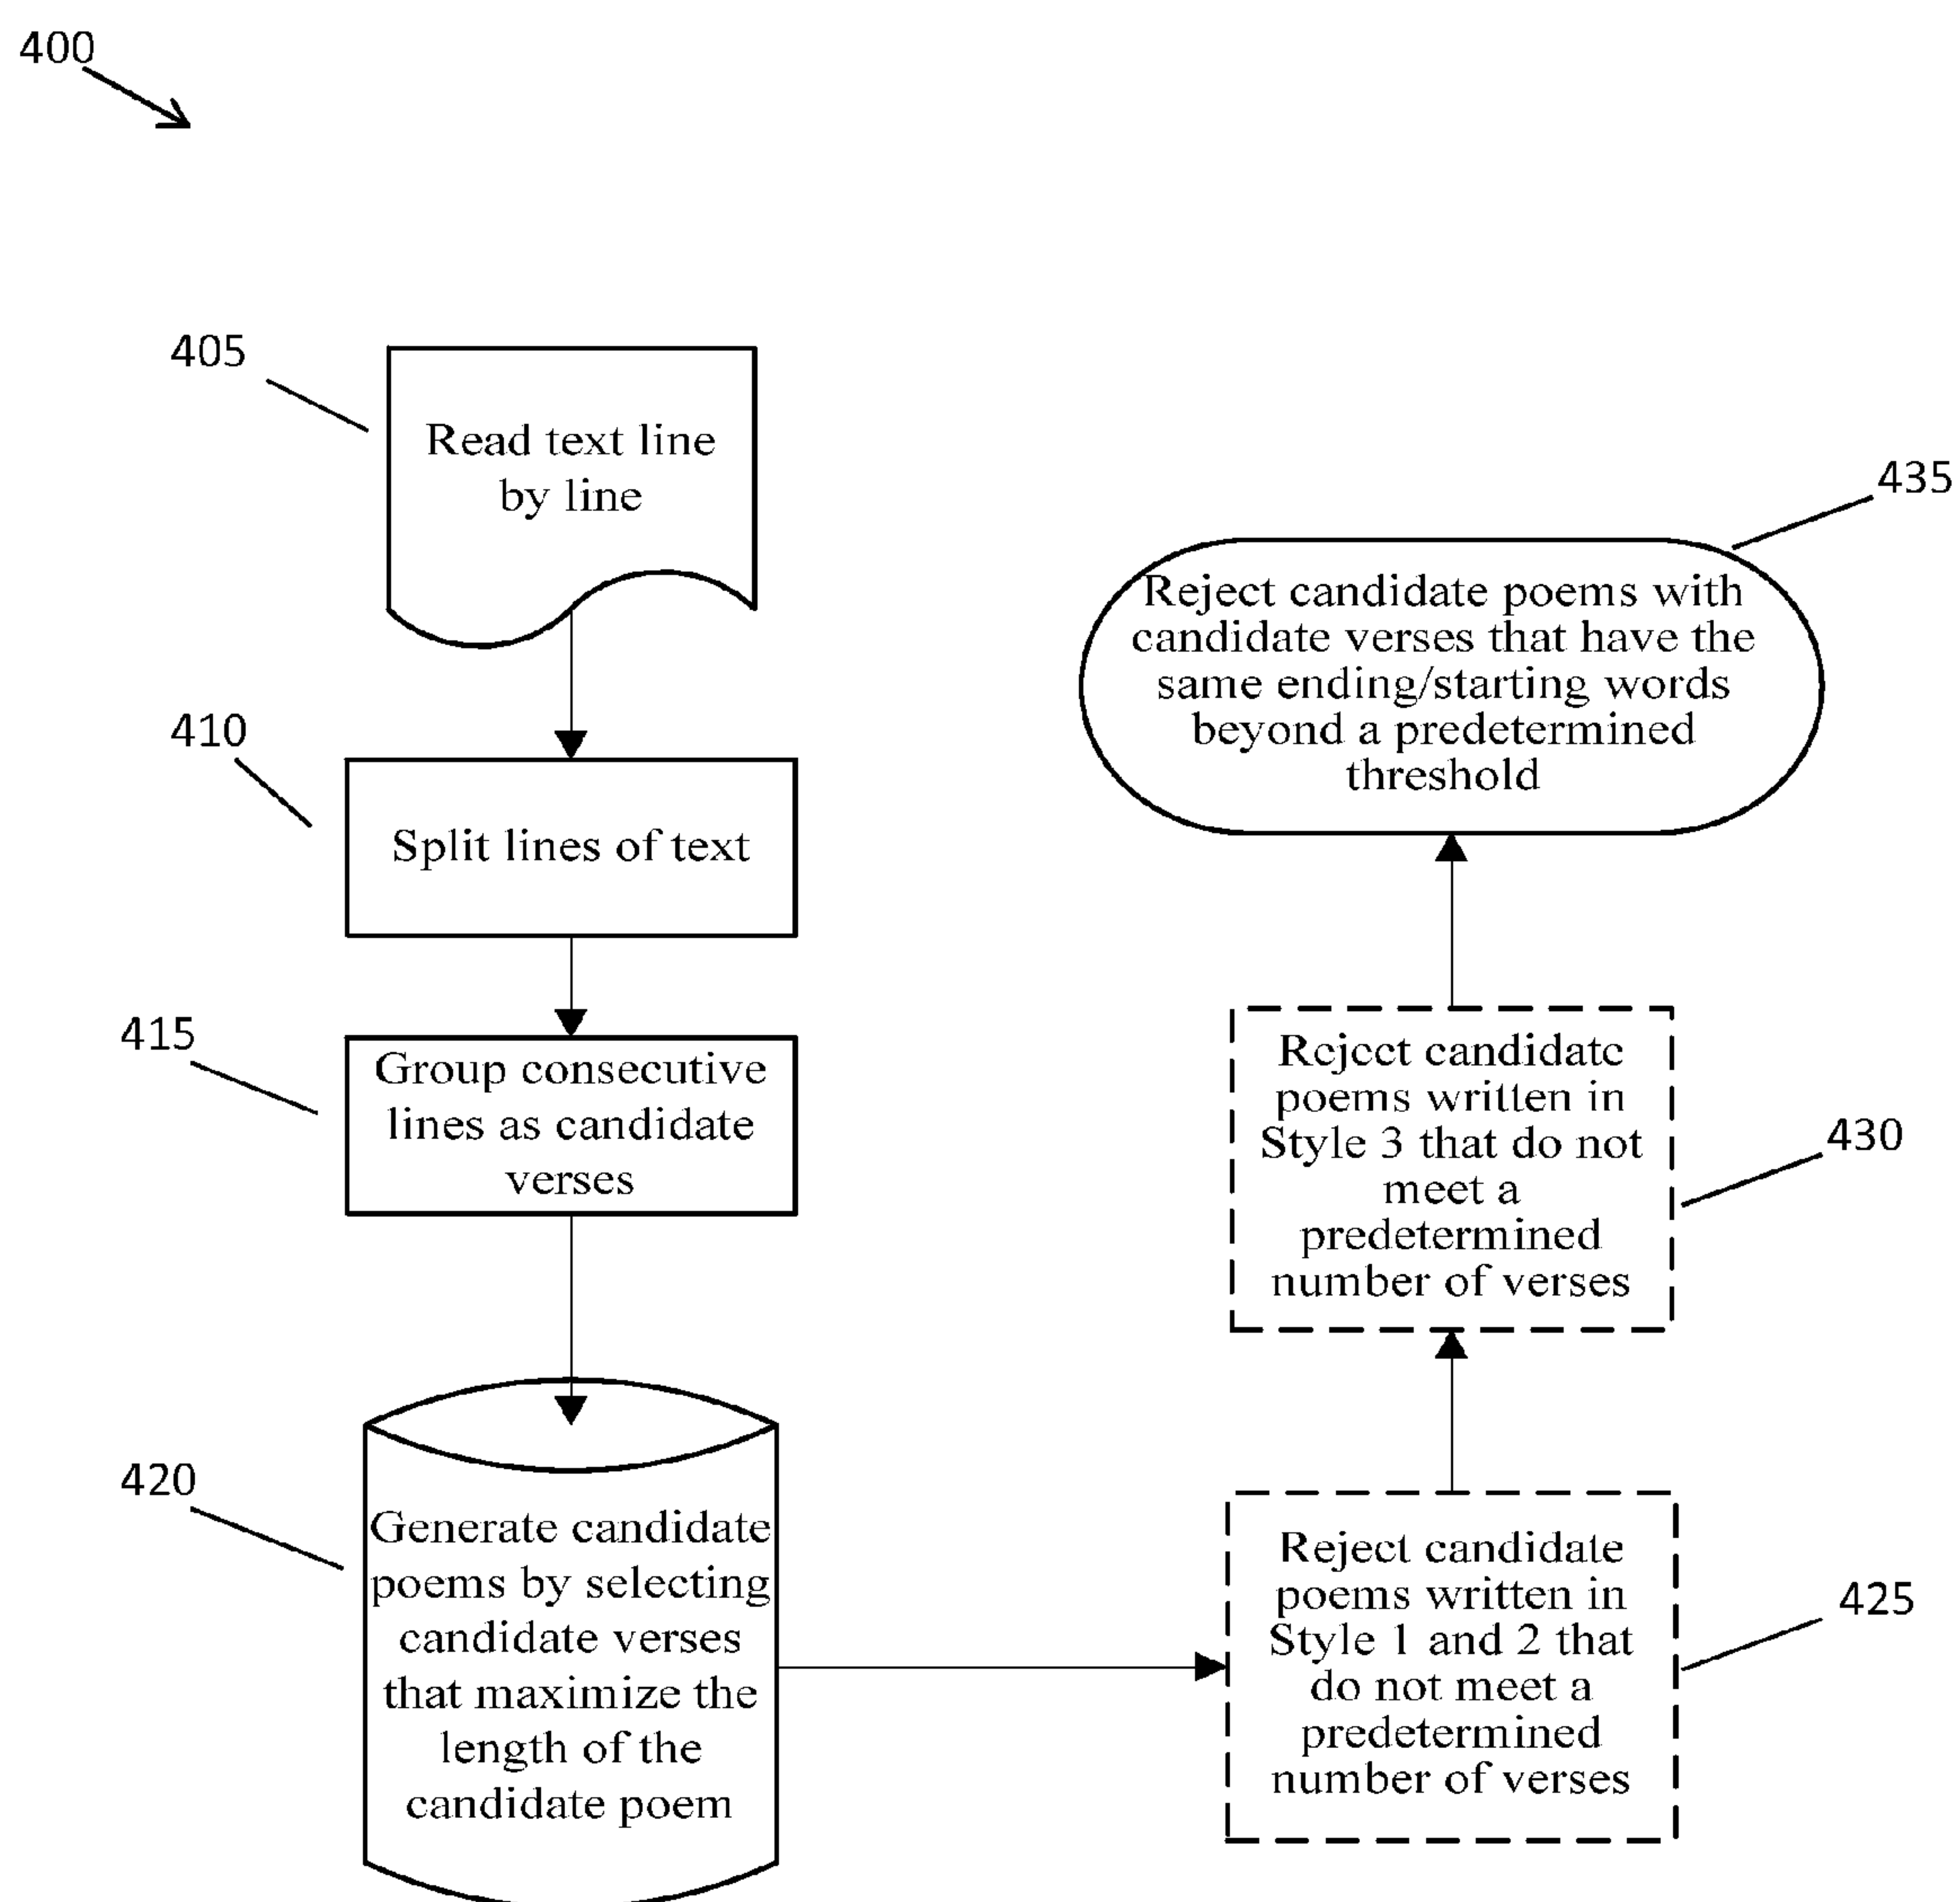 400
405
Read text line
by line
410
Split lines of text
415
Group consecutive
lines as candidate
verses
420
Generate candidate
poems by selecting
candidate verses
that maximize the
length of the
candidate poem
425
Reject candidate
poems written in
Style 1 and 2 that
do not meet a
predetermined
number of verses
430
Reject candidate
poems written in
Style 3 that do not
meet a
predetermined
number of verses
435
Reject candidate poems with
candidate verses that have the
same ending/starting words
beyond a predetermined
threshold